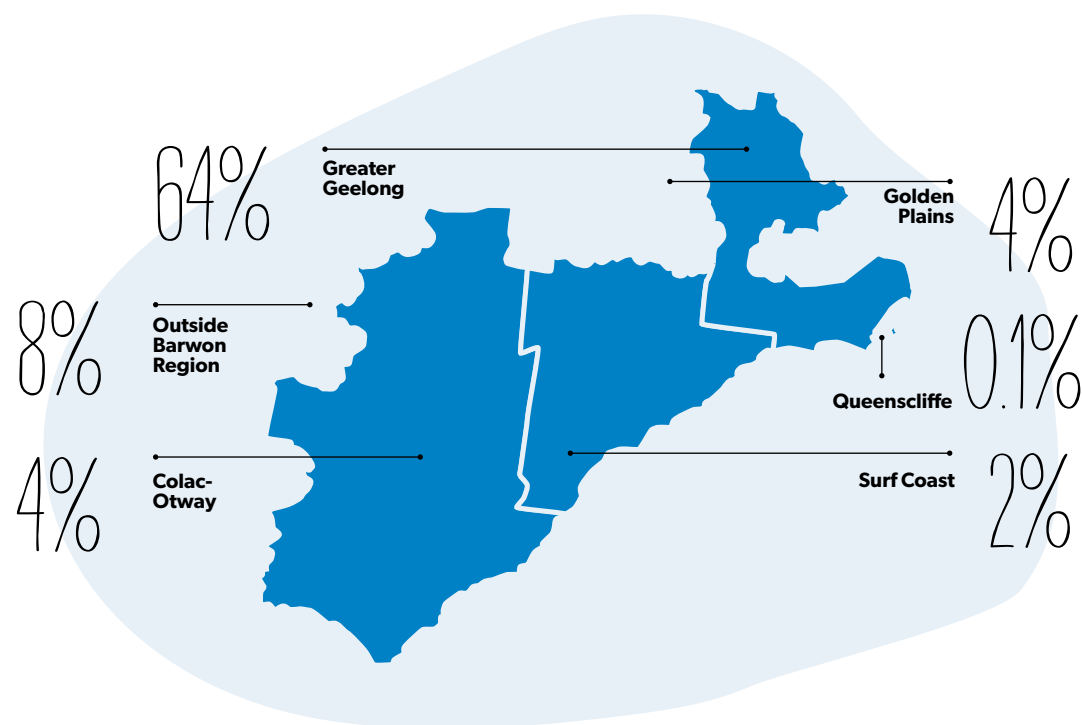 64%
Greater
Geelong
Golden
Plains
4%
8%
Outside
Barwon
Region
0.1%
Queenscliffe
4%
Colac-
Otway
Surf Coast
2%